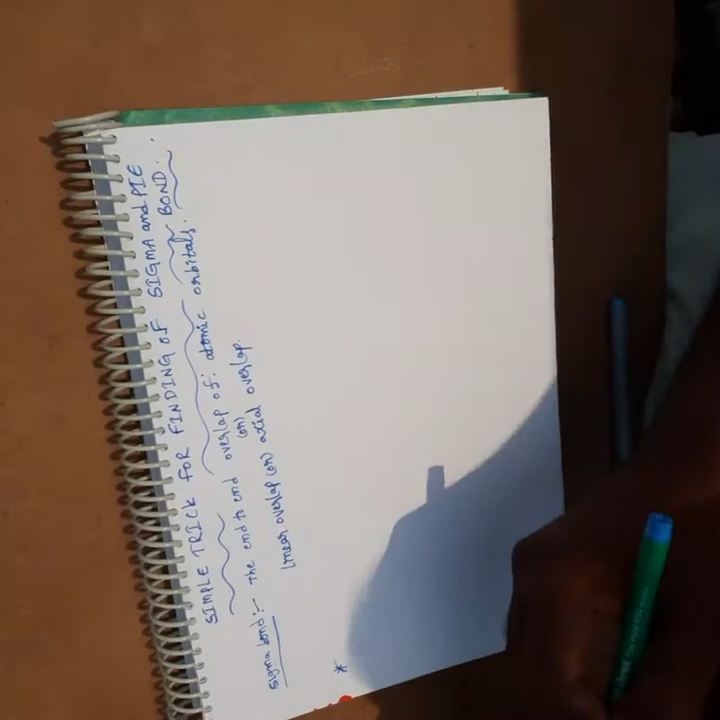 SIMPLE TRICK FOR FINDING OF SIGMA and PIE
BOND.
Sigma bond:- The end to end overlap of: atomic orbitals.
(or)
linear overlap (or) axial overlap.
*